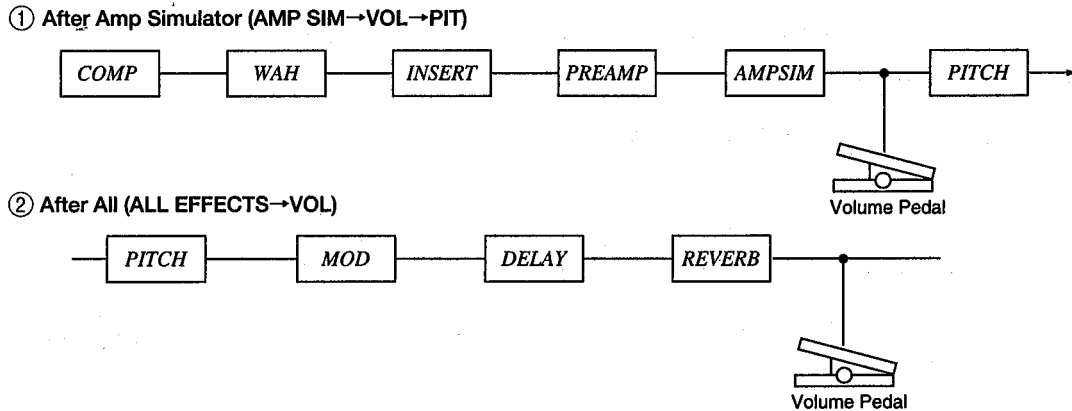 ① After Amp Simulator (AMP SIM→VOL→PIT)
COMP WAH INSERT PREAMP AMPSIM PITCH
Volume Pedal
② After All (ALL EFFECTS→VOL)
PITCH MOD DELAY REVERB
Volume Pedal